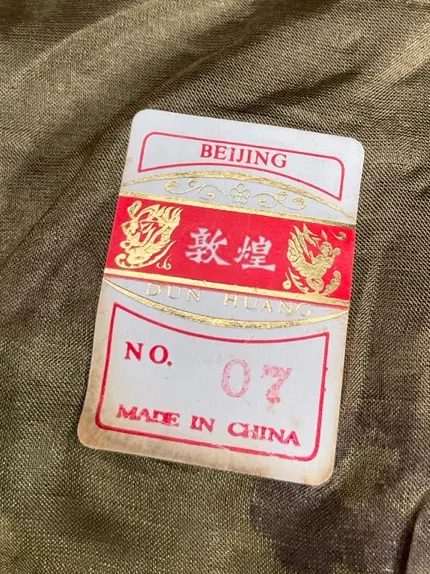 BEIJING
敦煌
DUN HUANG
NO. 07
MADE IN CHINA